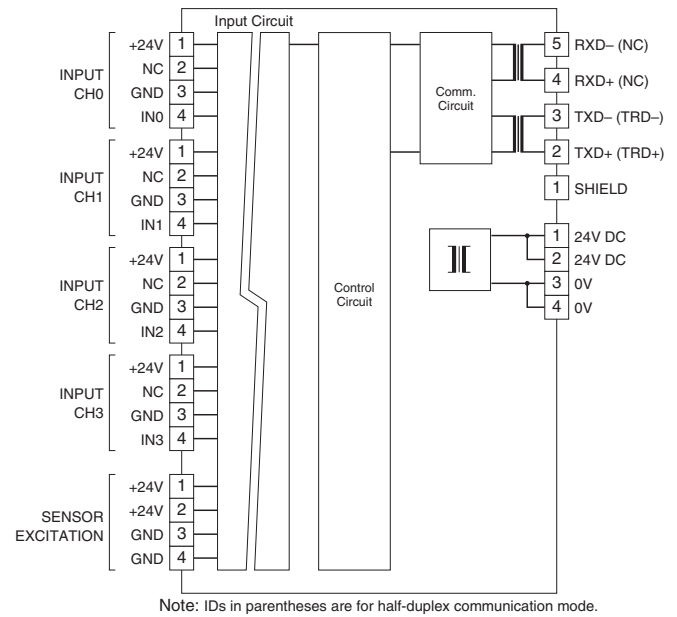 Input Circuit
INPUT
CH0
+24V 1
NC 2
GND 3
IN0 4
INPUT
CH1
+24V 1
NC 2
GND 3
IN1 4
INPUT
CH2
+24V 1
NC 2
GND 3
IN2 4
INPUT
CH3
+24V 1
NC 2
GND 3
IN3 4
SENSOR
EXCITATION
+24V 1
+24V 2
GND 3
GND 4
Control
Circuit
Comm.
Circuit
5 RXD– (NC)
4 RXD+ (NC)
3 TXD– (TRD–)
2 TXD+ (TRD+)
1 SHIELD
1 24V DC
2 24V DC
3 0V
4 0V
Note: IDs in parentheses are for half-duplex communication mode.